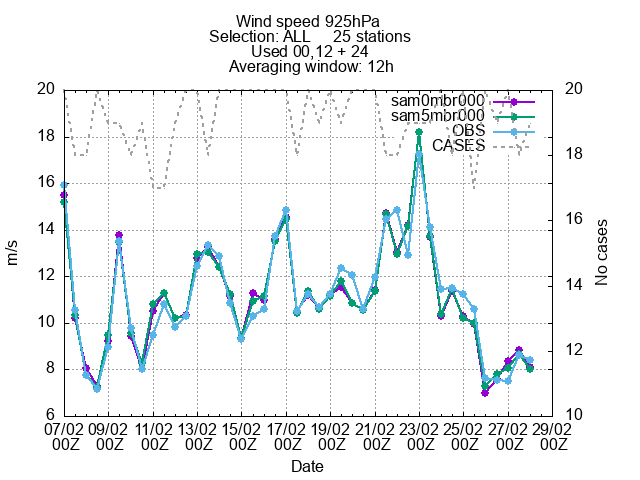 Wind speed 925hPa
Selection: ALL 25 stations
Used 00,12 + 24
Averaging window: 12h
20
18
16
14
12
10
8
6
m/s
20
18
16
14
12
10
No cases
sam0mbr000
sam5mbr000
OBS
CASES
07/02 09/02 11/02 13/02 15/02 17/02 19/02 21/02 23/02 25/02 27/02 29/02
00Z 00Z 00Z 00Z 00Z 00Z 00Z 00Z 00Z 00Z 00Z 00Z
Date